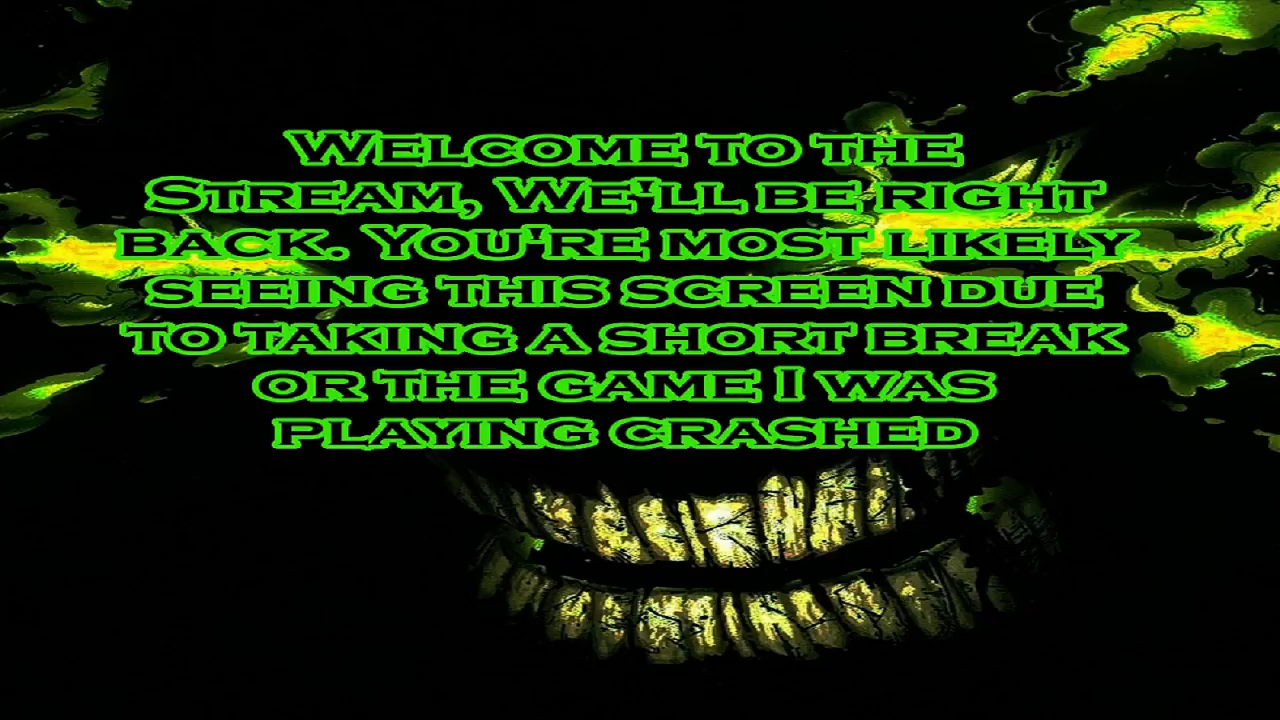 Welcome to the
Stream, We'll be right
back. You're most likely
seeing this screen due
to taking a short break
or the game I was
playing crashed